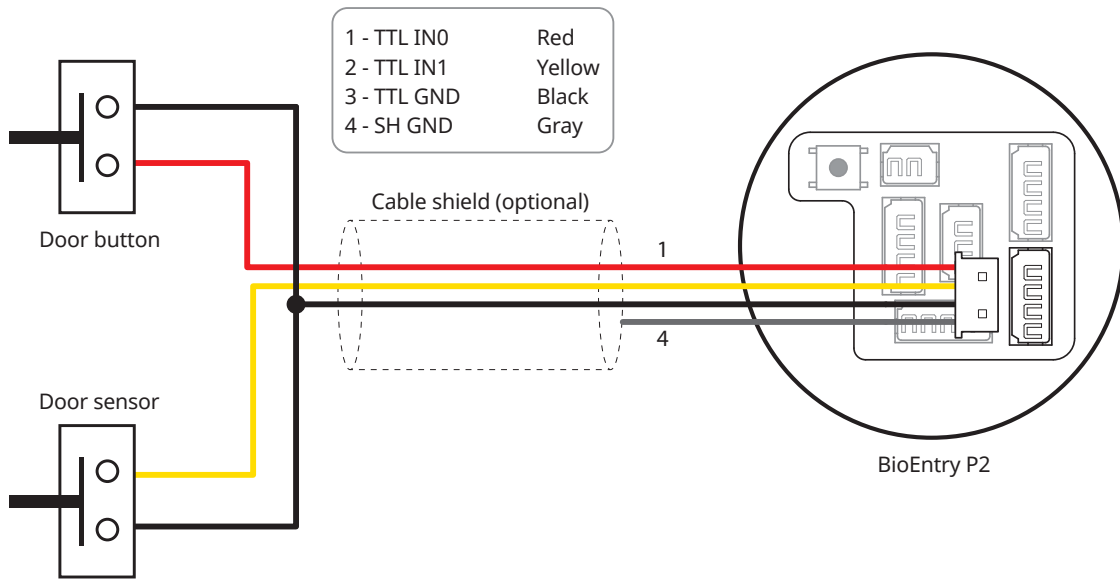 1 - TTL IN0 Red
2 - TTL IN1 Yellow
3 - TTL GND Black
4 - SH GND Gray
Cable shield (optional)
Door button
1
4
Door sensor
BioEntry P2